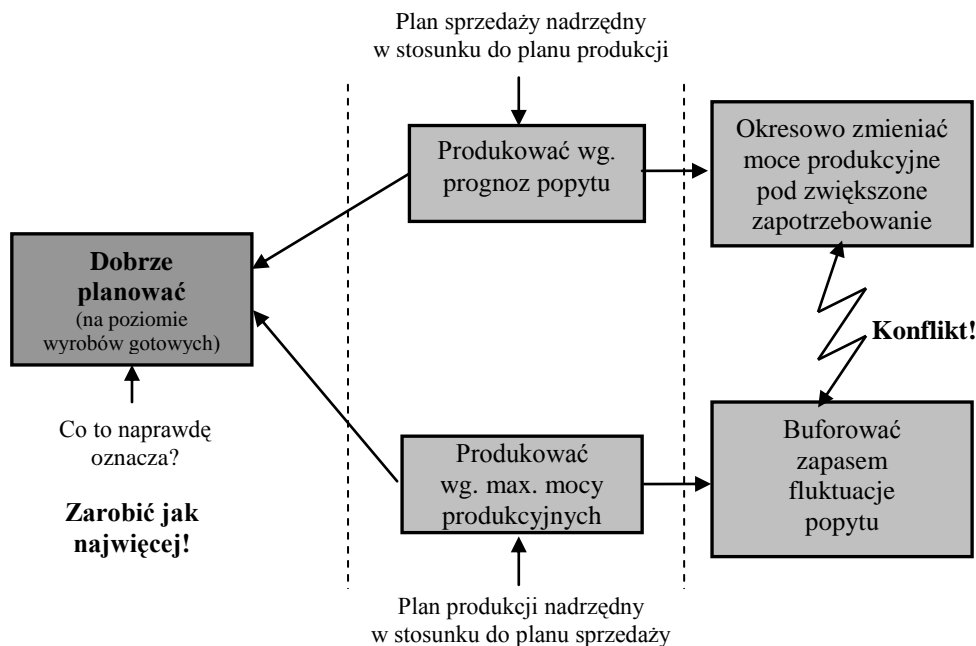 Plan sprzedaży nadrzędny
w stosunku do planu produkcji
Produkować wg.
prognoz popytu
Okresowo zmieniać
moce produkcyjne
pod zwiększone
zapotrzebowanie
Dobrze
planować
(na poziomie
wyrobów gotowych)
Konflikt!
Co to naprawdę
oznacza?
Zarobić jak
najwięcej!
Produkować
wg. max. mocy
produkcyjnych
Buforować
zapasem
fluktuacje
popytu
Plan produkcji nadrzędny
w stosunku do planu sprzedaży